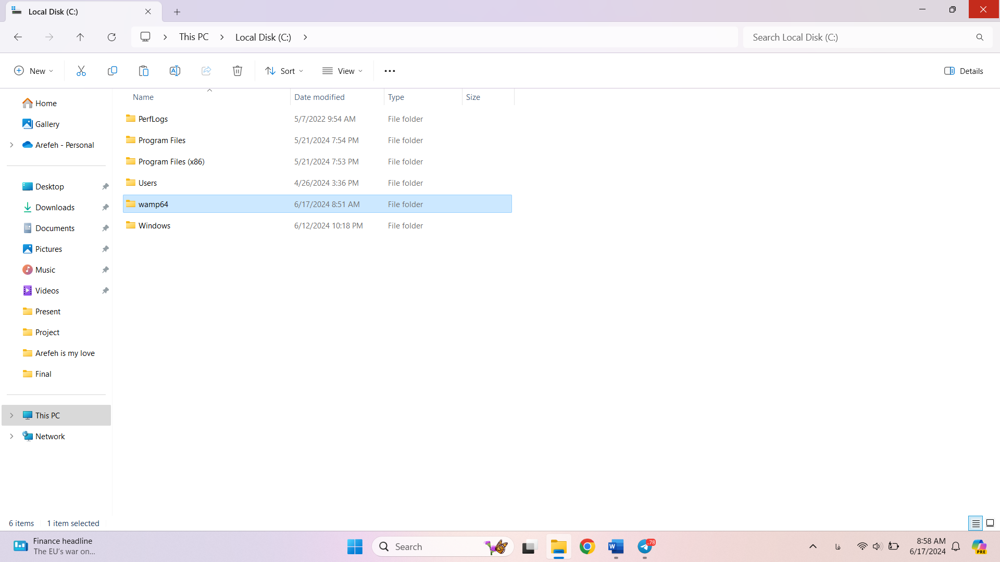 Local Disk (C:)
This PC
Local Disk (C:)
Search Local Disk (C:)
New
Sort
View
Details
Name
Date modified
Type
Size
PerfLogs
5/7/2022 9:54 AM
File folder
Program Files
5/21/2024 7:54 PM
File folder
Program Files (x86)
5/21/2024 7:53 PM
File folder
Users
4/26/2024 3:36 PM
File folder
wamp64
6/17/2024 8:51 AM
File folder
Windows
6/12/2024 10:18 PM
File folder
Home
Gallery
Arefeh - Personal
Desktop
Downloads
Documents
Pictures
Music
Videos
Present
Project
Arefeh is my love
Final
This PC
Network
6 items
1 item selected
Finance headline
The EU's war on...
Search
W
..78
فا
8:58 AM
6/17/2024
PRE